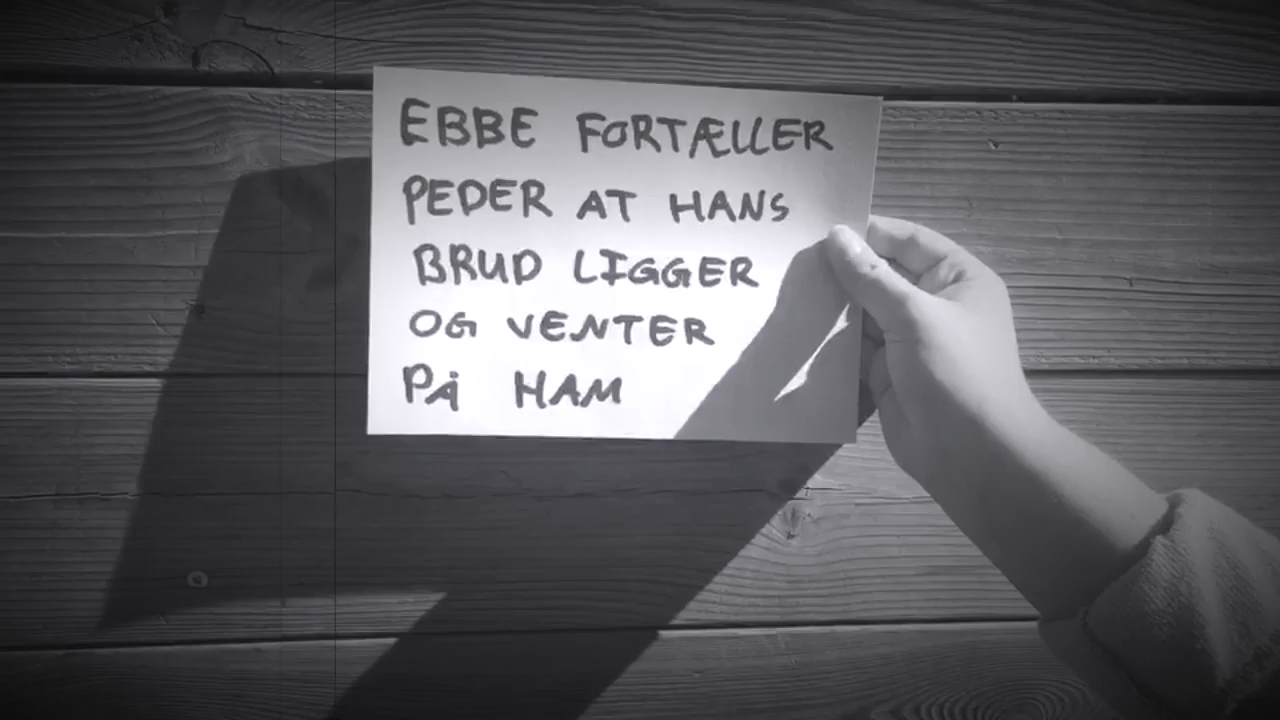 EBBE FORTÆLLER
PEDER AT HANS
BRUD LIGGER
OG VENTER
PÅ HAM